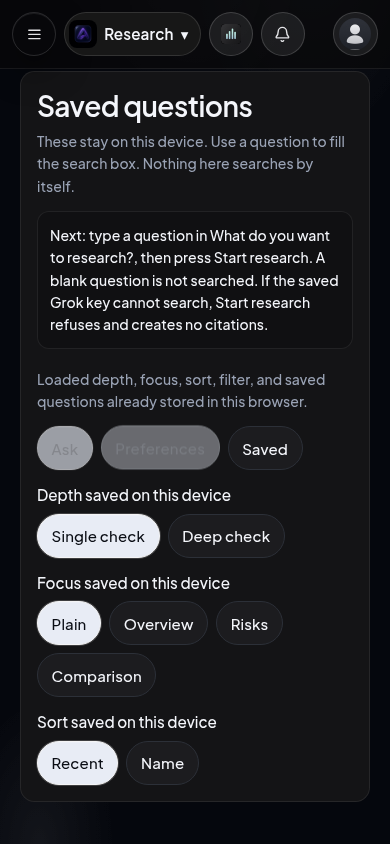 Research ▾
Saved questions
These stay on this device. Use a question to fill
the search box. Nothing here searches by
itself.
Next: type a question in What do you want
to research?, then press Start research. A
blank question is not searched. If the saved
Grok key cannot search, Start research
refuses and creates no citations.
Loaded depth, focus, sort, filter, and saved
questions already stored in this browser.
Ask Preferences Saved
Depth saved on this device
Single check Deep check
Focus saved on this device
Plain Overview Risks
Comparison
Sort saved on this device
Recent Name